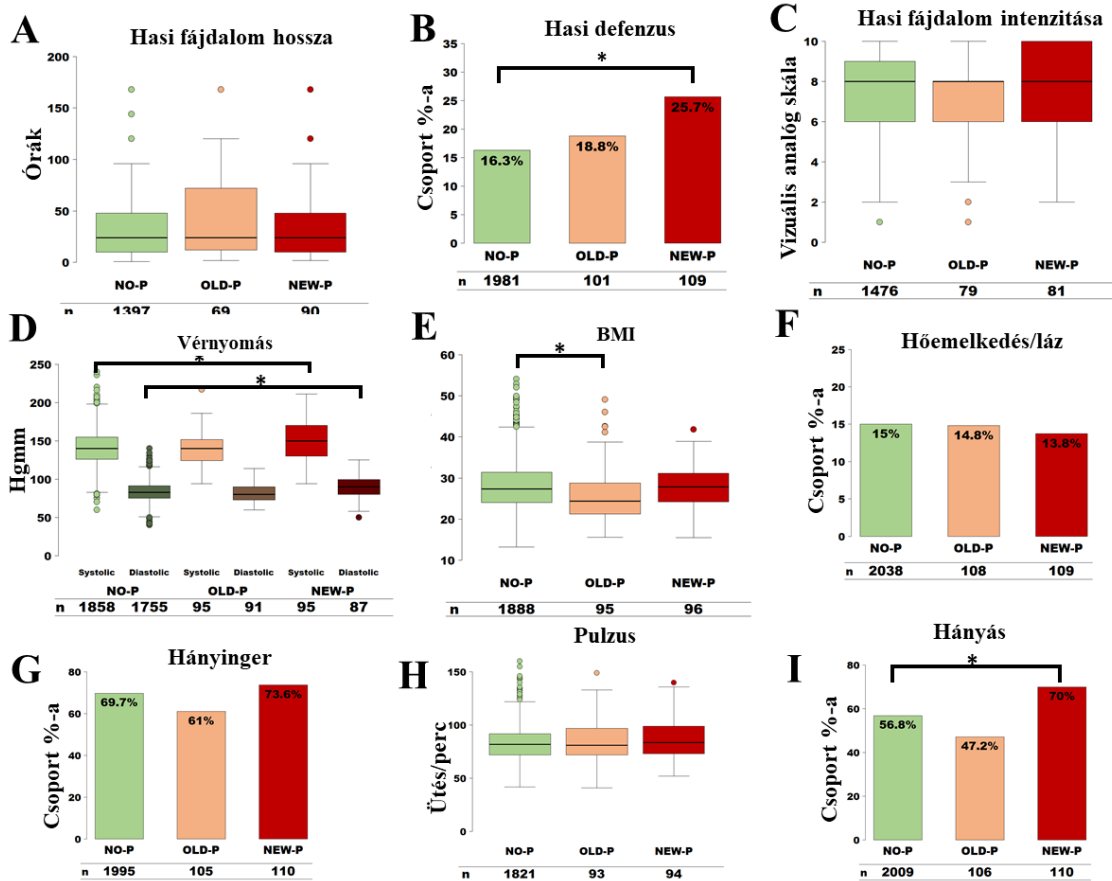 A
Hasi fájdalom hossza
Órák
200
150
100
50
0
NO-P OLD-P NEW-P
n 1397 69 90
B
Hasi defenzus
*
Csoport %-a
35
30
25
20
15
10
5
0
16.3% 18.8% 25.7%
NO-P OLD-P NEW-P
n 1981 101 109
C
Hasi fájdalom intenzitása
Vizuális analóg skála
10
8
6
4
2
0
NO-P OLD-P NEW-P
n 1476 79 81
D
Vérnyomás
*
*
Hgmm
250
200
150
100
50
0
Systolic Diastolic Systolic Diastolic Systolic Diastolic
NO-P OLD-P NEW-P
n 1858 1755 95 91 95 87
E
BMI
*
60
50
40
30
20
10
NO-P OLD-P NEW-P
n 1888 95 96
F
Hőemelkedés/láz
Csoport %-a
25
20
15
10
5
0
15% 14.8% 13.8%
NO-P OLD-P NEW-P
n 2038 108 109
G
Hányinger
Csoport %-a
80
60
40
20
0
69.7% 61% 73.6%
NO-P OLD-P NEW-P
n 1995 105 110
H
Pulzus
Ütés/perc
150
100
50
0
NO-P OLD-P NEW-P
n 1821 93 94
I
Hányás
*
Csoport %-a
80
60
40
20
0
56.8% 47.2% 70%
NO-P OLD-P NEW-P
n 2009 106 110